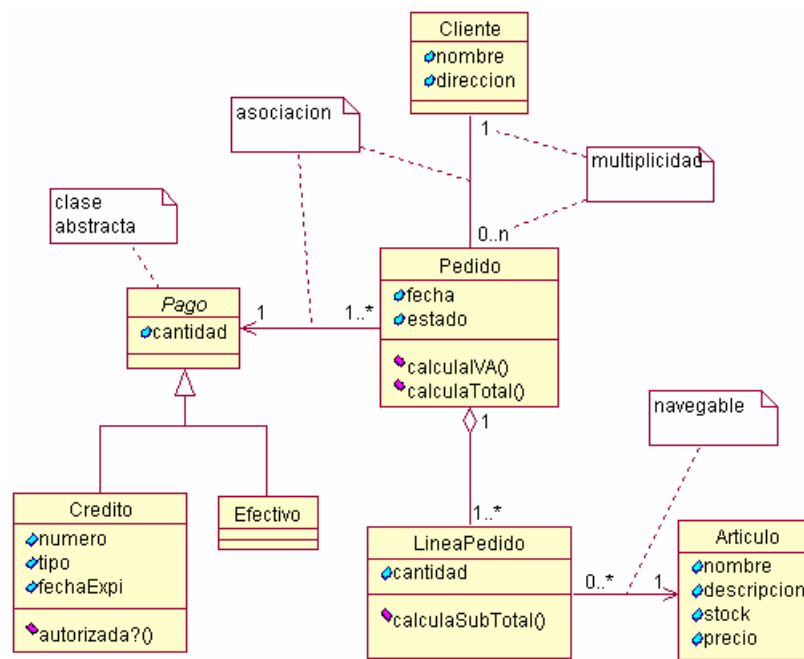 Cliente
nombre
direccion
asociacion
1
multiplicidad
clase
abstracta
0..n
Pedido
fecha
estado
calculaIVA()
calculaTotal()
Pago
cantidad
1
1..*
1
navegable
Credito
numero
tipo
fechaExpi
autorizada?()
Efectivo
1..*
LineaPedido
cantidad
calculaSubTotal()
0..*
1
Articulo
nombre
descripcion
stock
precio